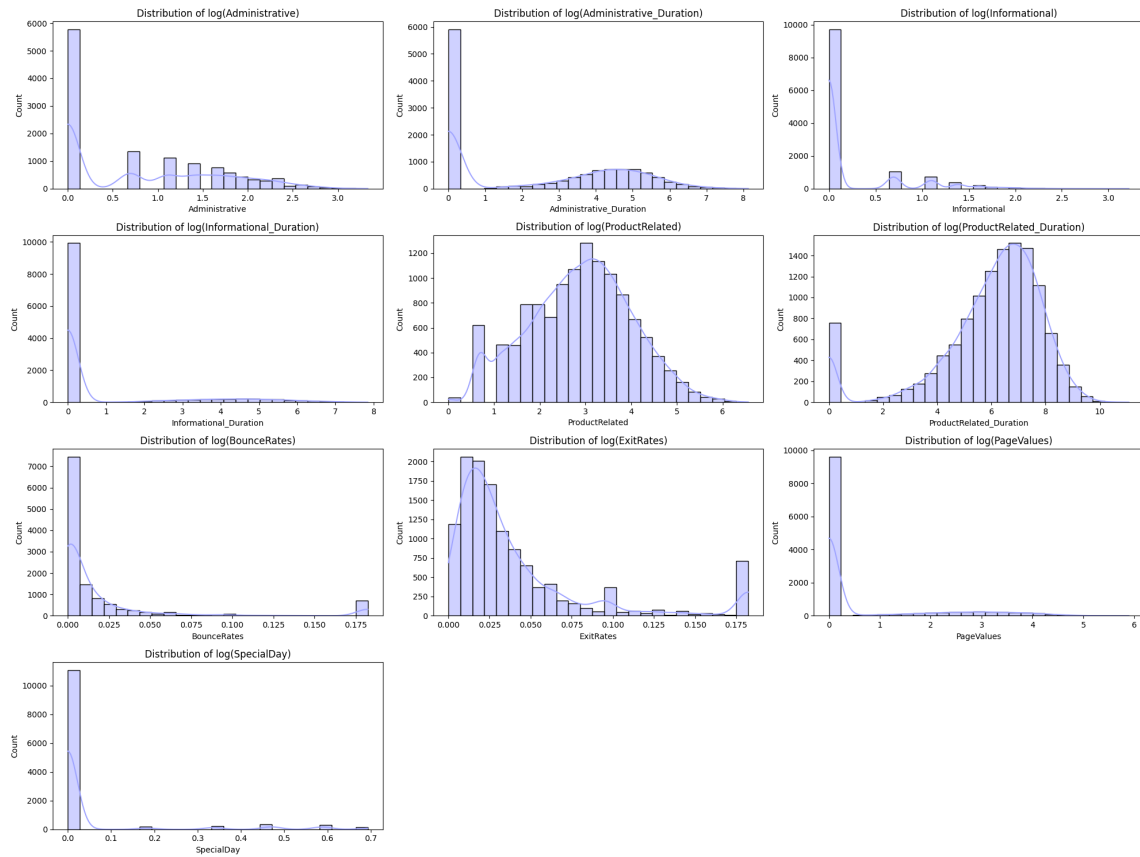 Distribution of log(Administrative)
Count
6000
5000
4000
3000
2000
1000
0
0.0 0.5 1.0 1.5 2.0 2.5 3.0
Administrative
Distribution of log(Administrative_Duration)
Count
6000
5000
4000
3000
2000
1000
0
0 1 2 3 4 5 6 7 8
Administrative_Duration
Distribution of log(Informational)
Count
10000
8000
6000
4000
2000
0
0.0 0.5 1.0 1.5 2.0 2.5 3.0
Informational
Distribution of log(Informational_Duration)
Count
10000
8000
6000
4000
2000
0
0 1 2 3 4 5 6 7 8
Informational_Duration
Distribution of log(ProductRelated)
Count
1200
1000
800
600
400
200
0
0 1 2 3 4 5 6
ProductRelated
Distribution of log(ProductRelated_Duration)
Count
1400
1200
1000
800
600
400
200
0
0 2 4 6 8 10
ProductRelated_Duration
Distribution of log(BounceRates)
Count
7000
6000
5000
4000
3000
2000
1000
0
0.000 0.025 0.050 0.075 0.100 0.125 0.150 0.175
BounceRates
Distribution of log(ExitRates)
Count
2000
1750
1500
1250
1000
750
500
250
0
0.000 0.025 0.050 0.075 0.100 0.125 0.150 0.175
ExitRates
Distribution of log(PageValues)
Count
10000
8000
6000
4000
2000
0
0 1 2 3 4 5 6
PageValues
Distribution of log(SpecialDay)
Count
10000
8000
6000
4000
2000
0
0.0 0.1 0.2 0.3 0.4 0.5 0.6 0.7
SpecialDay